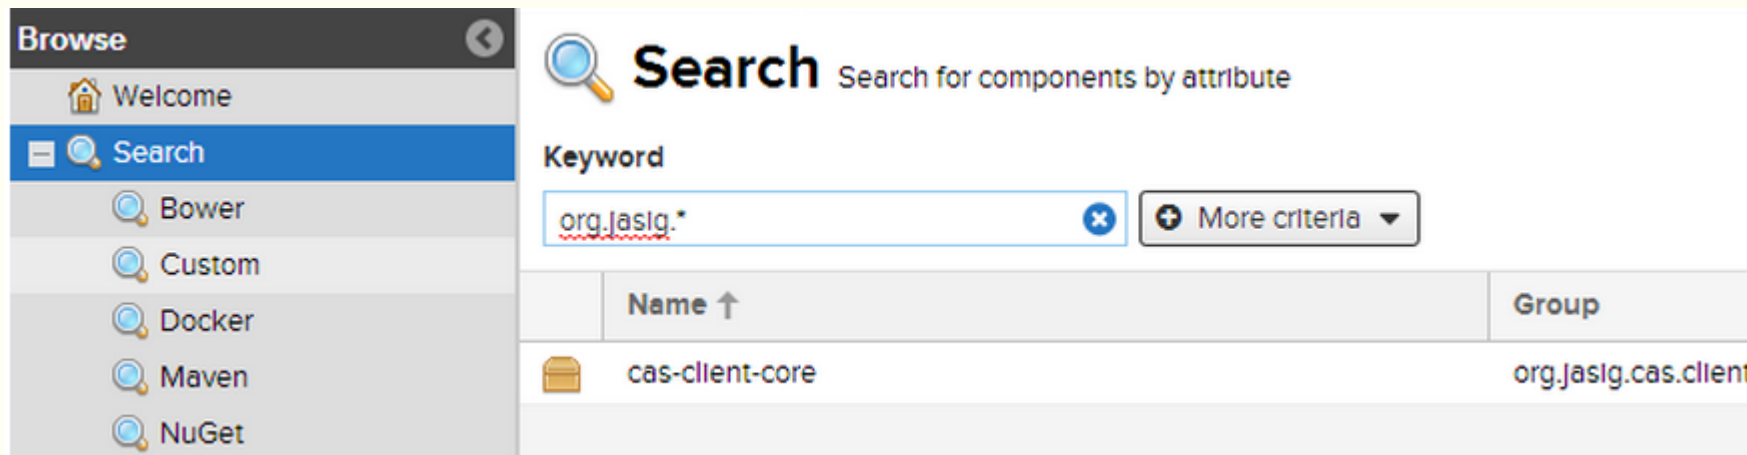 Browse
Welcome
Search
Bower
Custom
Docker
Maven
NuGet
Search Search for components by attribute
Keyword
org.jasig.*
More criteria
Name Group
cas-client-core org.jasig.cas.client